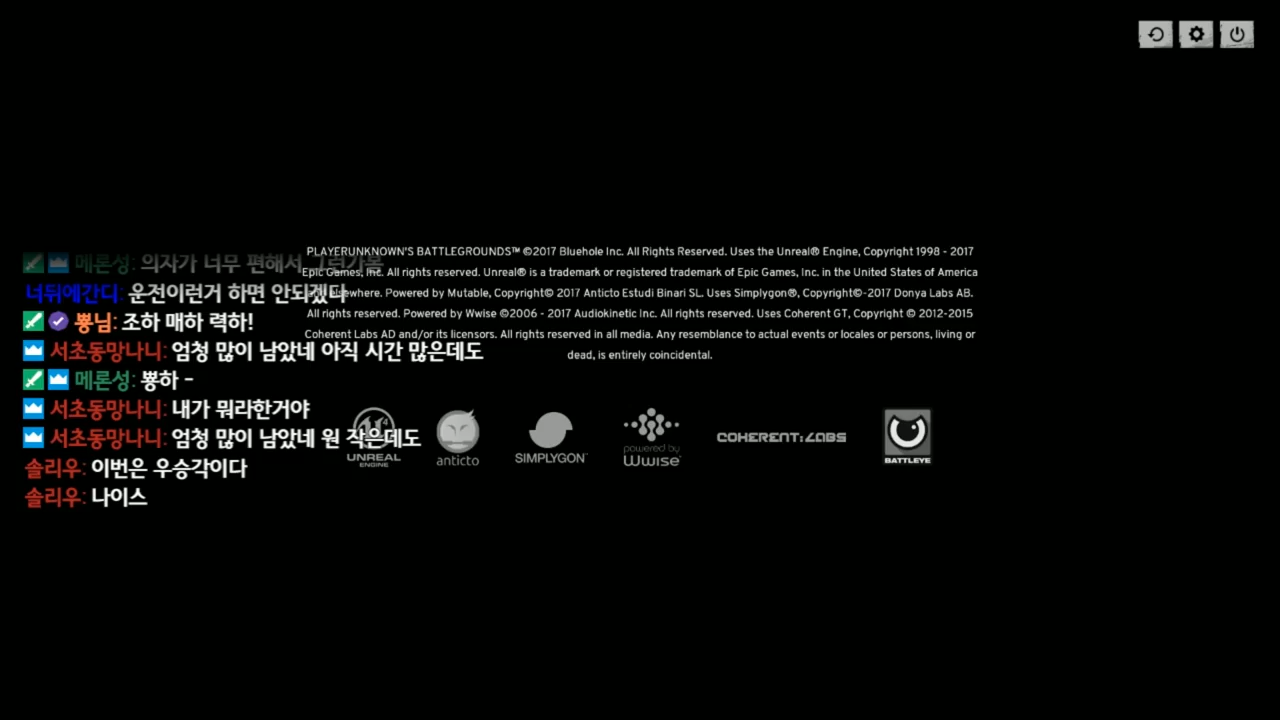 PLAYERUNKNOWN'S BATTLEGROUNDS™ ©2017 Bluehole Inc. All Rights Reserved. Uses the Unreal® Engine, Copyright 1998 - 2017
Epic Games, Inc. All rights reserved. Unreal® is a trademark or registered trademark of Epic Games, Inc. in the United States of America
elsewhere. Powered by Mutable, Copyright© 2017 Anticto Estudi Binari SL. Uses Simplygon®, Copyright©-2017 Donya Labs AB.
All rights reserved. Powered by Wwise ©2006 - 2017 Audiokinetic Inc. All rights reserved. Uses Coherent GT, Copyright © 2012-2015
Coherent Labs AD and/or its licensors. All rights reserved in all media. Any resemblance to actual events or locales or persons, living or
dead, is entirely coincidental.
메론성: 의자가 너무 편해서 그런가봄
너뒤에간디: 운전이런거 하면 안되겠다
뿅님: 조하 매하 력하!
서초동망나니: 엄청 많이 남았네 아직 시간 많은데도
메론성: 뿅하 -
서초동망나니: 내가 뭐라한거야
서초동망나니: 엄청 많이 남았네 원 작은데도
솔리우: 이번은 우승각이다
솔리우: 나이스
UNREAL ENGINE
anticto
SIMPLYGON
powered by Wwise
COHERENT:LABS
BATTLEYE